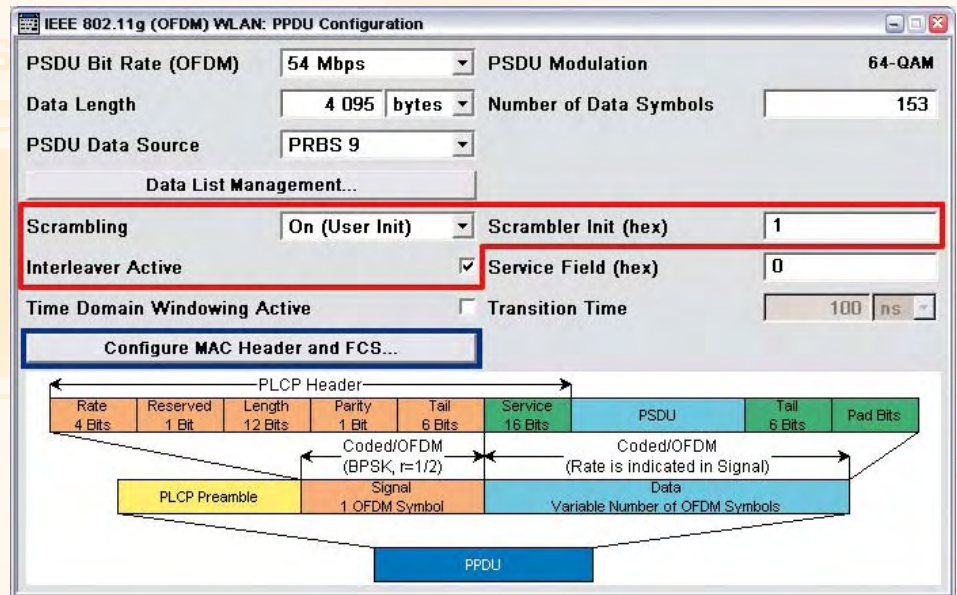 IEEE 802.11g (OFDM) WLAN: PPDU Configuration
PSDU Bit Rate (OFDM) 54 Mbps PSDU Modulation 64-QAM
Data Length 4 095 bytes Number of Data Symbols 153
PSDU Data Source PRBS 9
Data List Management...
Scrambling On (User Init) Scrambler Init (hex) 1
Interleaver Active Service Field (hex) 0
Time Domain Windowing Active Transition Time 100 ns
Configure MAC Header and FCS...
PLCP Header
Rate Reserved Length Parity Tail Service PSDU Tail Pad Bits
4 Bits 1 Bit 12 Bits 1 Bit 6 Bits 16 Bits 6 Bits
Coded/OFDM Coded/OFDM
(BPSK, r=1/2) (Rate is indicated in Signal)
PLCP Preamble Signal Data
1 OFDM Symbol Variable Number of OFDM Symbols
PPDU